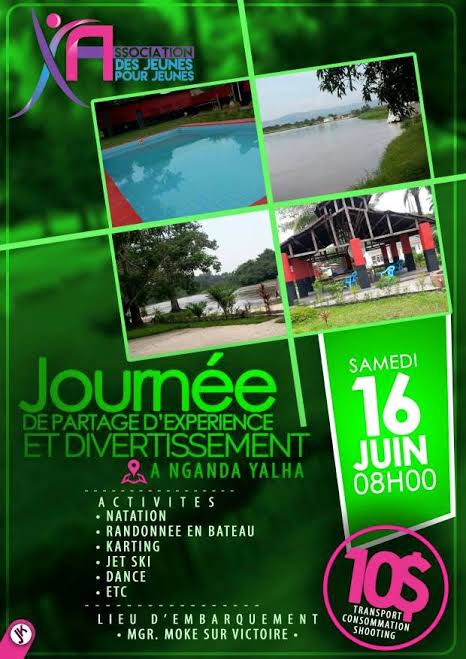 ASSOCIATION
DES JEUNES
POUR JEUNES
Journée
DE PARTAGE D'EXPERIENCE
ET DIVERTISSEMENT
A NGANDA YALHA
SAMEDI
16
JUIN
08H00
ACTIVITES
• NATATION
• RANDONNEE EN BATEAU
• KARTING
• JET SKI
• DANCE
• ETC
LIEU D'EMBARQUEMENT
• MGR. MOKE SUR VICTOIRE •
10$
TRANSPORT
CONSOMMATION
SHOOTING